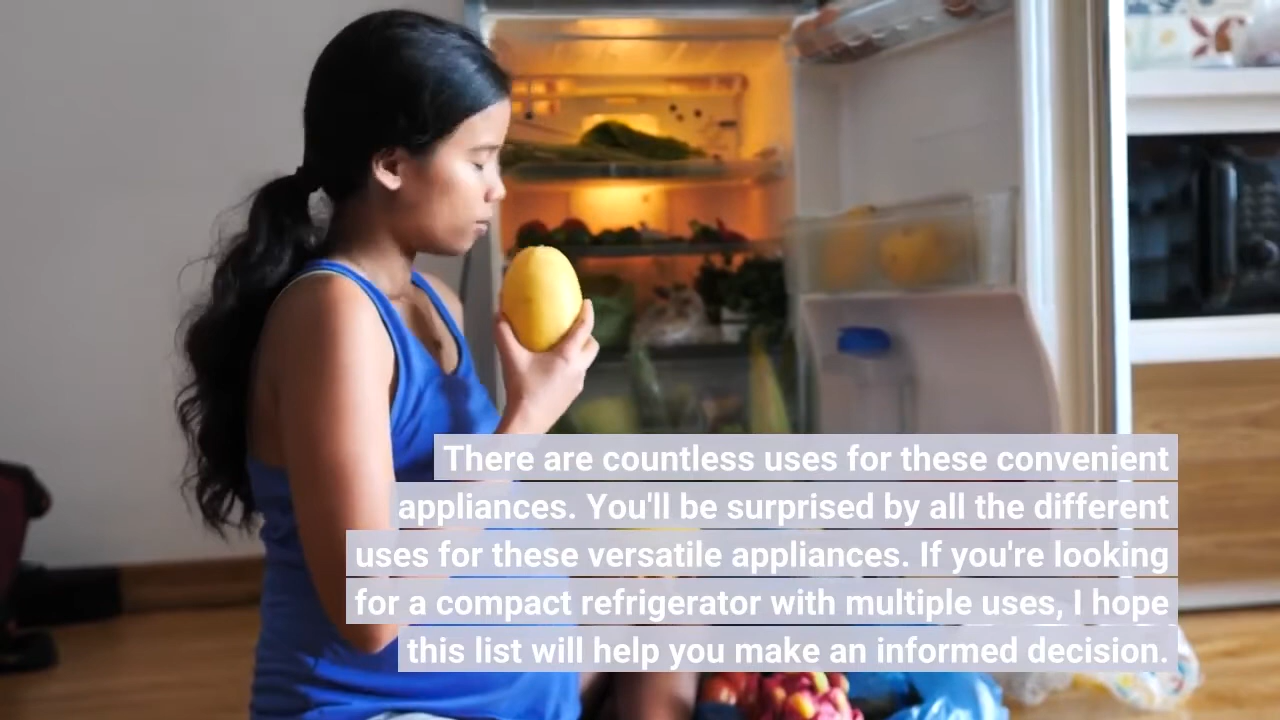 There are countless uses for these convenient
appliances. You'll be surprised by all the different
uses for these versatile appliances. If you're looking
for a compact refrigerator with multiple uses, I hope
this list will help you make an informed decision.